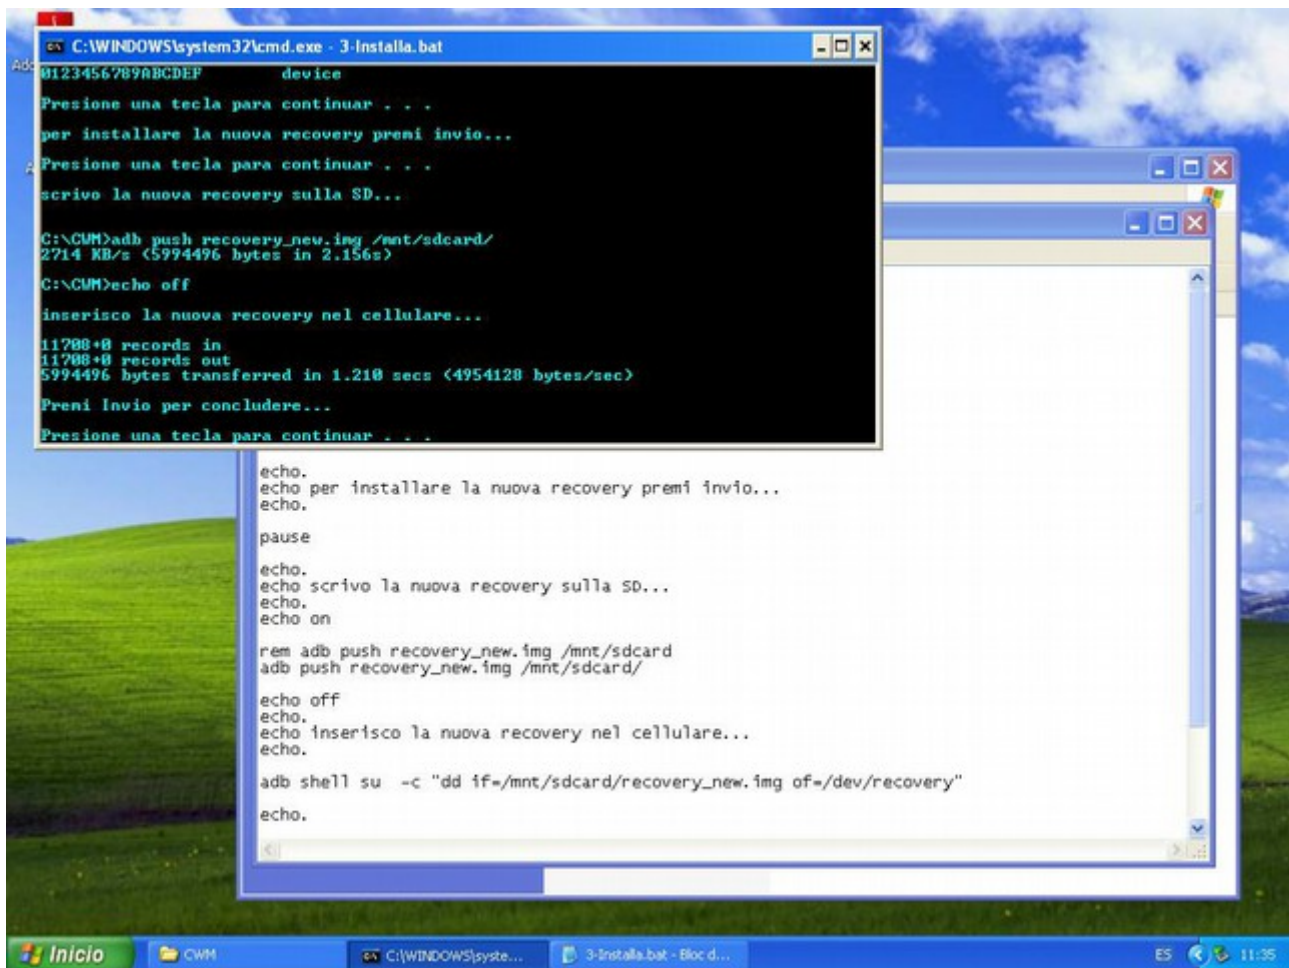 C:\WINDOWS\system32\cmd.exe - 3-Installa.bat
0123456789ABCDEF device
Presione una tecla para continuar . . .
per installare la nuova recovery premi invio...
Presione una tecla para continuar . . .
scrivo la nuova recovery sulla SD...
C:\CWM>adb push recovery_new.img /mnt/sdcard/
2714 KB/s (5994496 bytes in 2.156s)
C:\CWM>echo off
inserisco la nuova recovery nel cellulare...
11708+0 records in
11708+0 records out
5994496 bytes transferred in 1.210 secs (4954128 bytes/sec)
Premi Invio per concludere...
Presione una tecla para continuar . . .
echo.
echo per installare la nuova recovery premi invio...
echo.
pause
echo.
echo scrivo la nuova recovery sulla SD...
echo.
echo on
rem adb push recovery_new.img /mnt/sdcard
adb push recovery_new.img /mnt/sdcard/
echo off
echo.
echo inserisco la nuova recovery nel cellulare...
echo.
adb shell su  -c "dd if=/mnt/sdcard/recovery_new.img of=/dev/recovery"
echo.
Inicio
CWM
C:\WINDOWS\syste...
3-Installa.bat - Bloc d...
ES
11:35